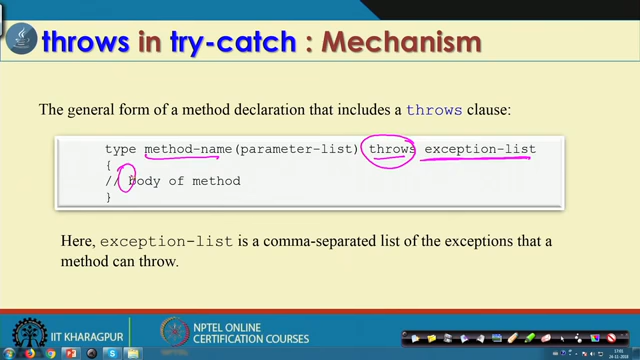 throws in try-catch : Mechanism
The general form of a method declaration that includes a throws clause:
type method-name(parameter-list) throws exception-list
{
// body of method
}
Here, exception-list is a comma-separated list of the exceptions that a
method can throw.
IIT KHARAGPUR
NPTEL ONLINE
CERTIFICATION COURSES